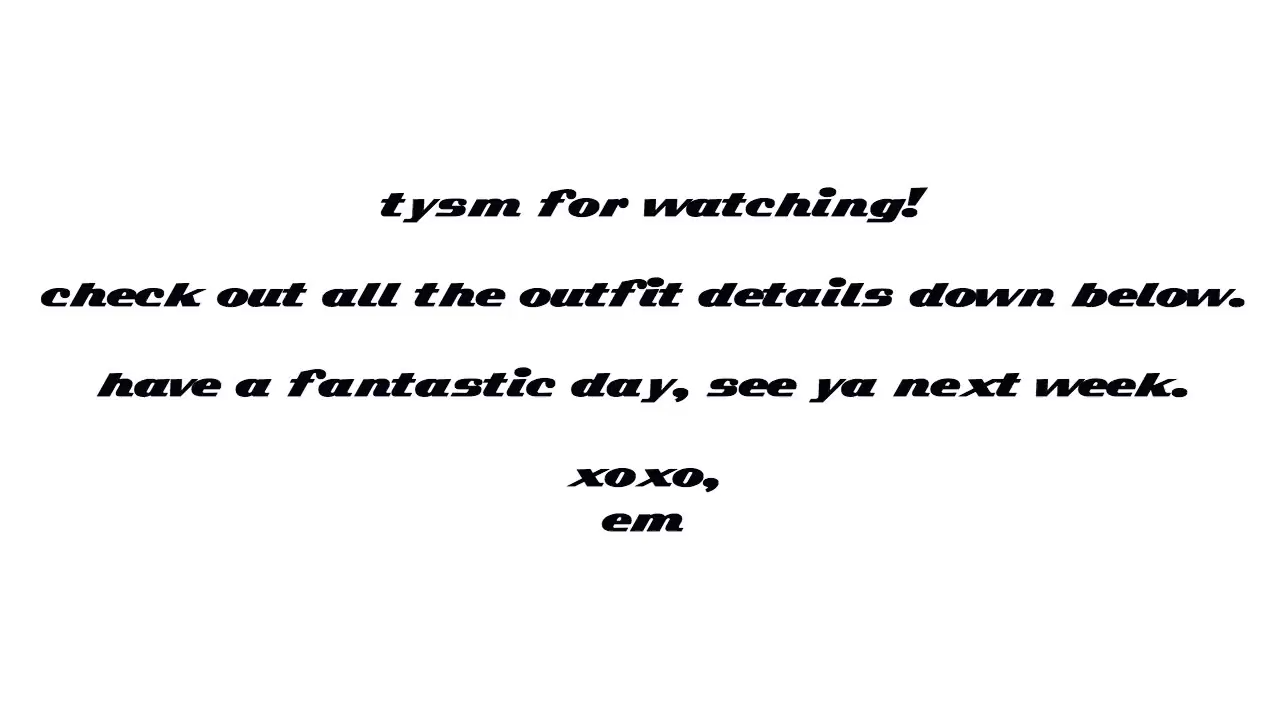 tysm for watching!
check out all the outfit details down below.
have a fantastic day, see ya next week.
xoxo,
em